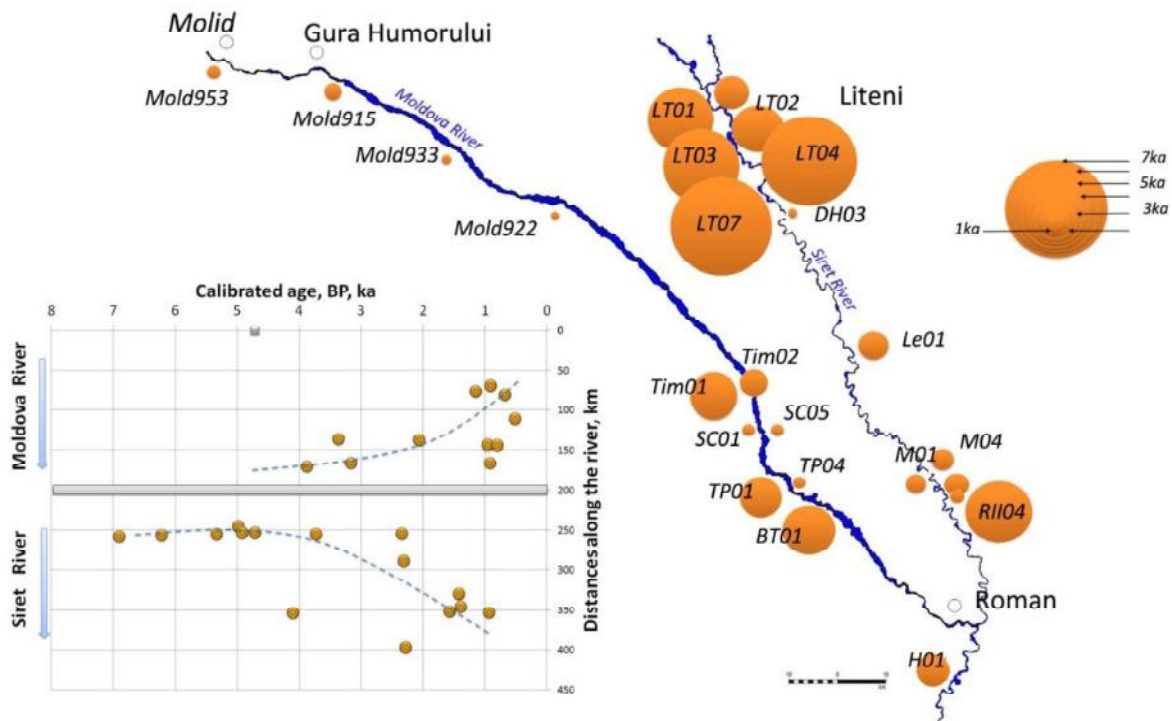 Molid
Gura Humorului
Mold953
Mold915
Moldova River
Mold933
Mold922
LT01
LT02
Liteni
LT03
LT04
LT07
DH03
Siret River
7ka
5ka
3ka
1ka
Le01
Tim02
Tim01
SC05
SC01
TP04
TP01
BT01
M04
M01
RII04
Roman
H01
Calibrated age, BP, ka
8 7 6 5 4 3 2 1 0
0
50
100
150
200
250
300
350
400
450
Moldova River
Siret River
Distances along the river, km